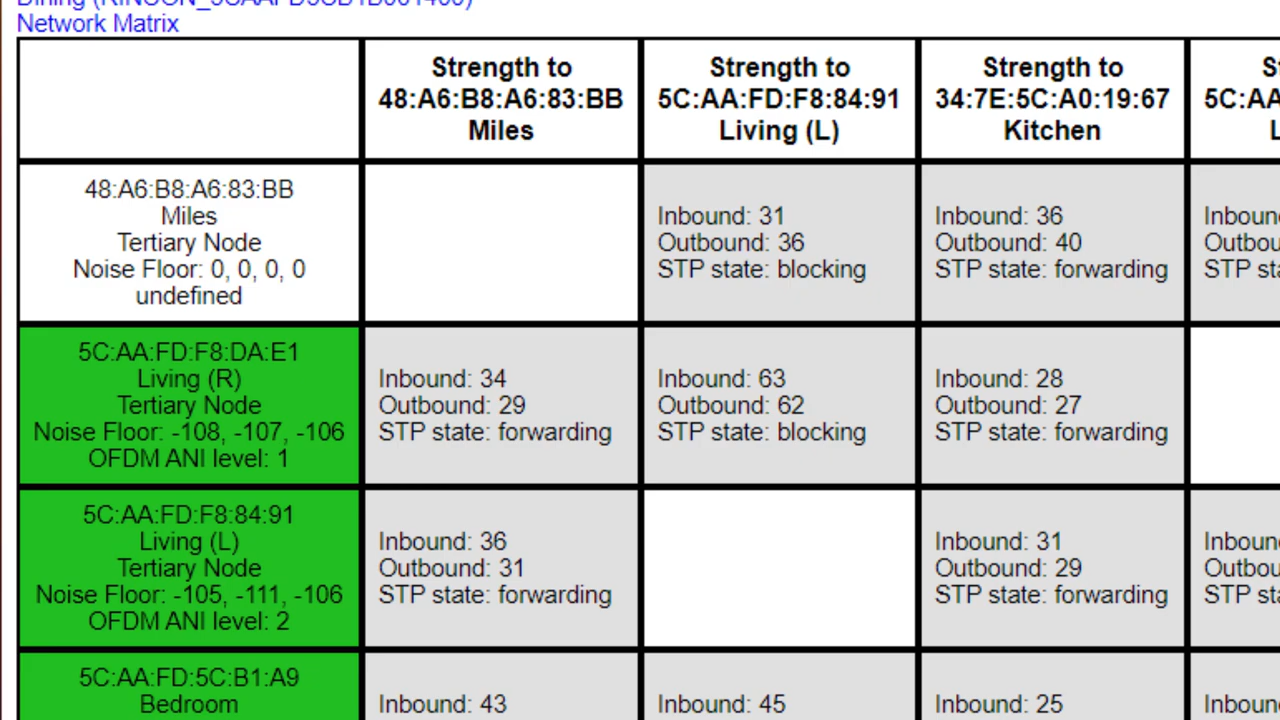 Network Matrix
Strength to
48:A6:B8:A6:83:BB
Miles
Strength to
5C:AA:FD:F8:84:91
Living (L)
Strength to
34:7E:5C:A0:19:67
Kitchen
5C:AA
48:A6:B8:A6:83:BB
Miles
Tertiary Node
Noise Floor: 0, 0, 0, 0
undefined
Inbound: 31
Outbound: 36
STP state: blocking
Inbound: 36
Outbound: 40
STP state: forwarding
5C:AA:FD:F8:DA:E1
Living (R)
Tertiary Node
Noise Floor: -108, -107, -106
OFDM ANI level: 1
Inbound: 34
Outbound: 29
STP state: forwarding
Inbound: 63
Outbound: 62
STP state: blocking
Inbound: 28
Outbound: 27
STP state: forwarding
5C:AA:FD:F8:84:91
Living (L)
Tertiary Node
Noise Floor: -105, -111, -106
OFDM ANI level: 2
Inbound: 36
Outbound: 31
STP state: forwarding
Inbound: 31
Outbound: 29
STP state: forwarding
5C:AA:FD:5C:B1:A9
Bedroom
Inbound: 43
Inbound: 45
Inbound: 25